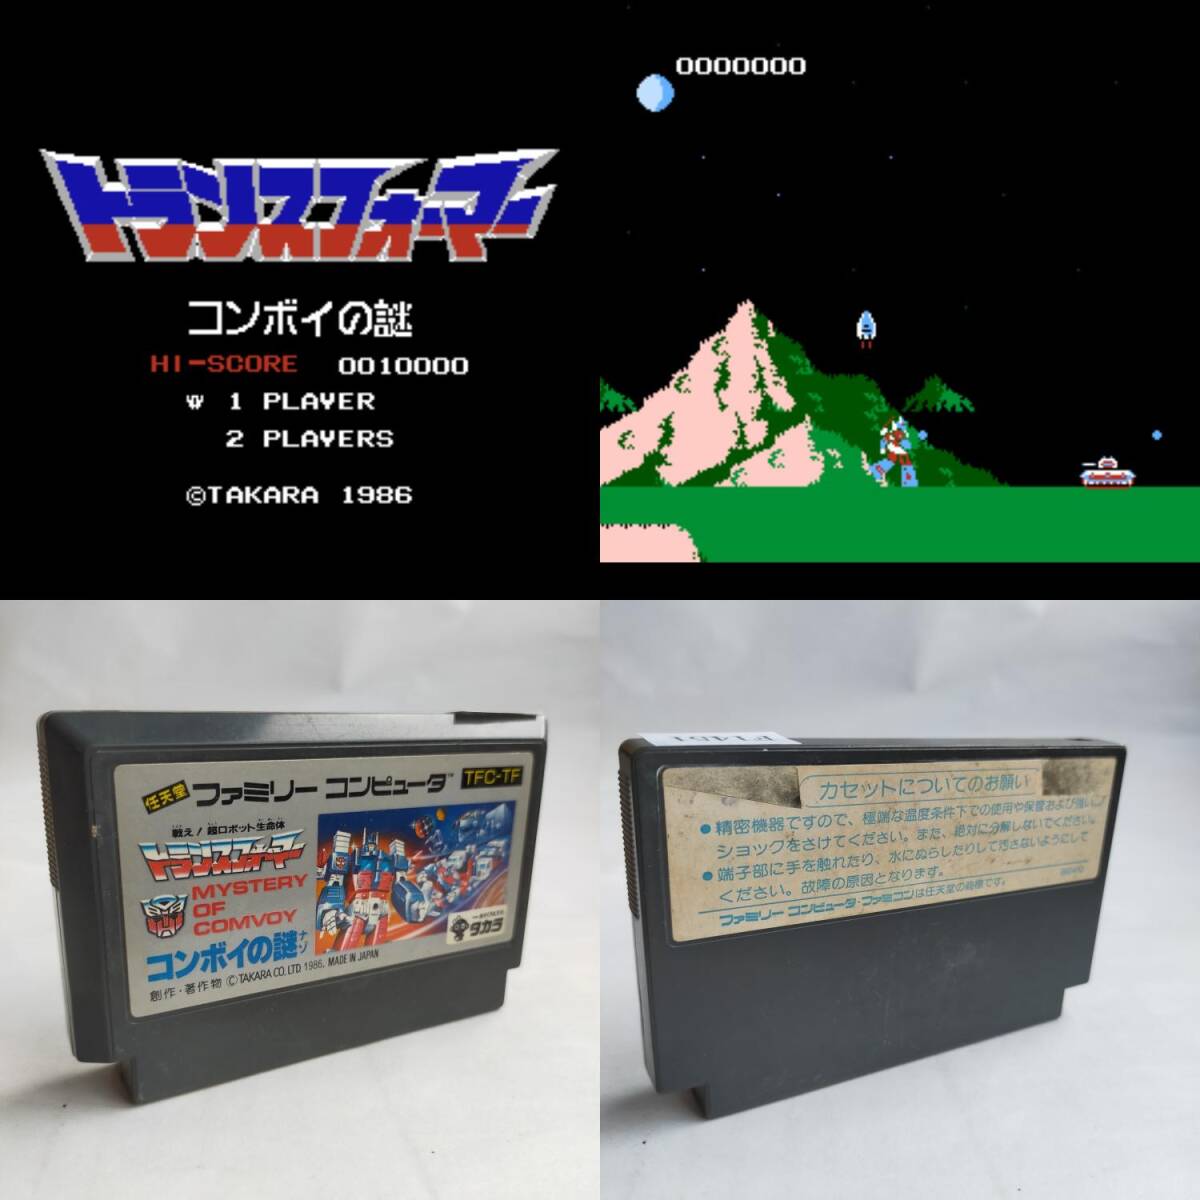 トランスフォーマー
コンボイの謎
HI-SCORE 0010000
1 PLAYER
2 PLAYERS
©TAKARA 1986
0000000
任天堂 ファミリー コンピュータ™ TFC-TF
戦え! 超ロボット生命体
トランスフォーマー
MYSTERY
OF
COMVOY
コンボイの謎
ナゾ
タカラ
創作・著作物 ©TAKARA CO.,LTD. 1986. MADE IN JAPAN
F1451
カセットについてのお願い
●精密機器ですので、極端な温度条件下での使用や保管および強い
ショックをさけてください。また、絶対に分解しないでください。
●端子部に手を触れたり、水にぬらしたりして汚さないようにして
ください。故障の原因となります。
ファミリー コンピュータ・ファミコンは任天堂の商標です。